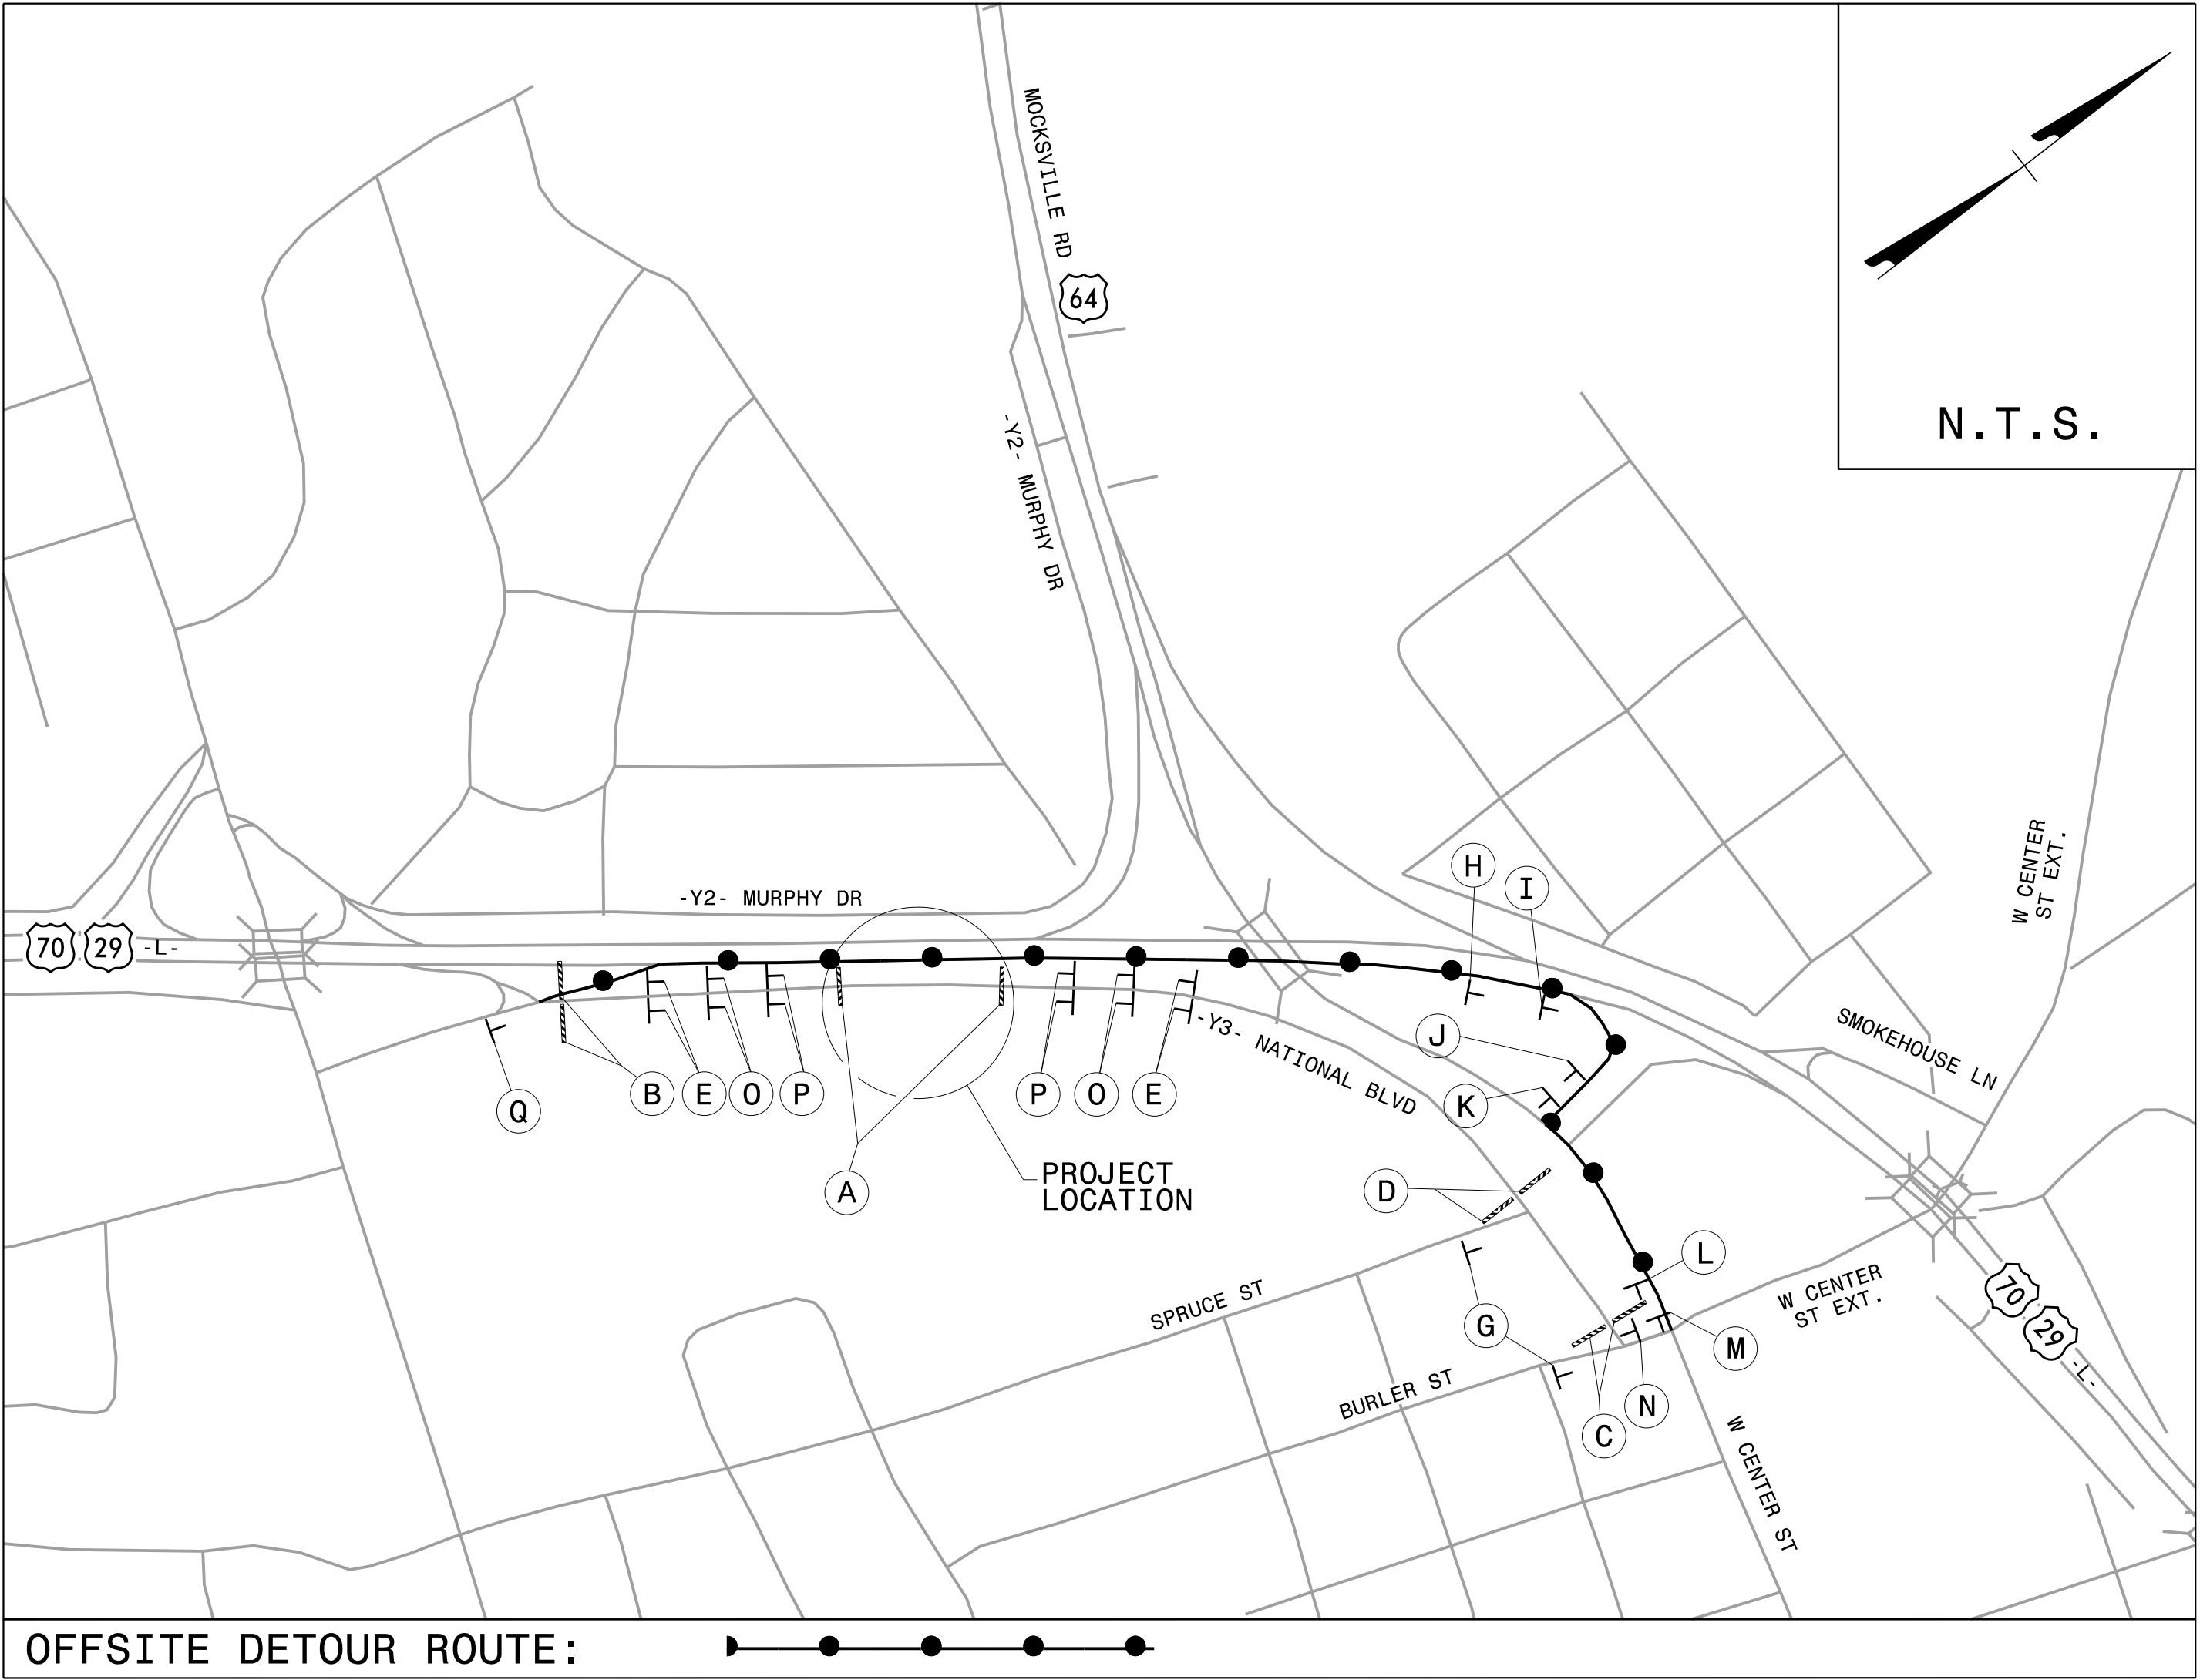 MOCKSVILLE RD
64
N.T.S.
-Y2- MURPHY DR
W CENTER
ST EXT.
H
I
-Y2- MURPHY DR
70
29
-L-
J
SMOKEHOUSE LN
-Y3- NATIONAL BLVD
K
Q
B
E
O
P
P
O
E
A
PROJECT
LOCATION
D
L
W CENTER
ST EXT.
70
29
-L-
SPRUCE ST
G
M
BURLER ST
N
C
W CENTER ST
OFFSITE DETOUR ROUTE: